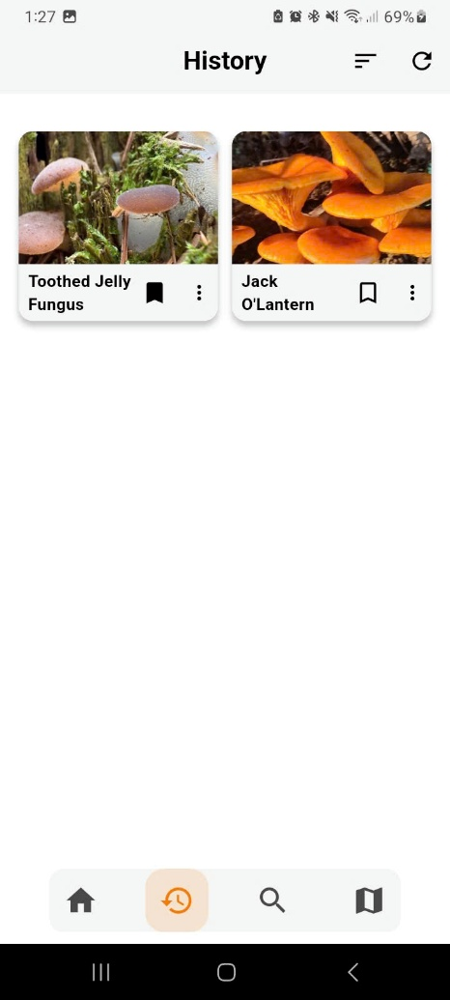 1:27
69%
History
Toothed Jelly
Fungus
Jack
O'Lantern